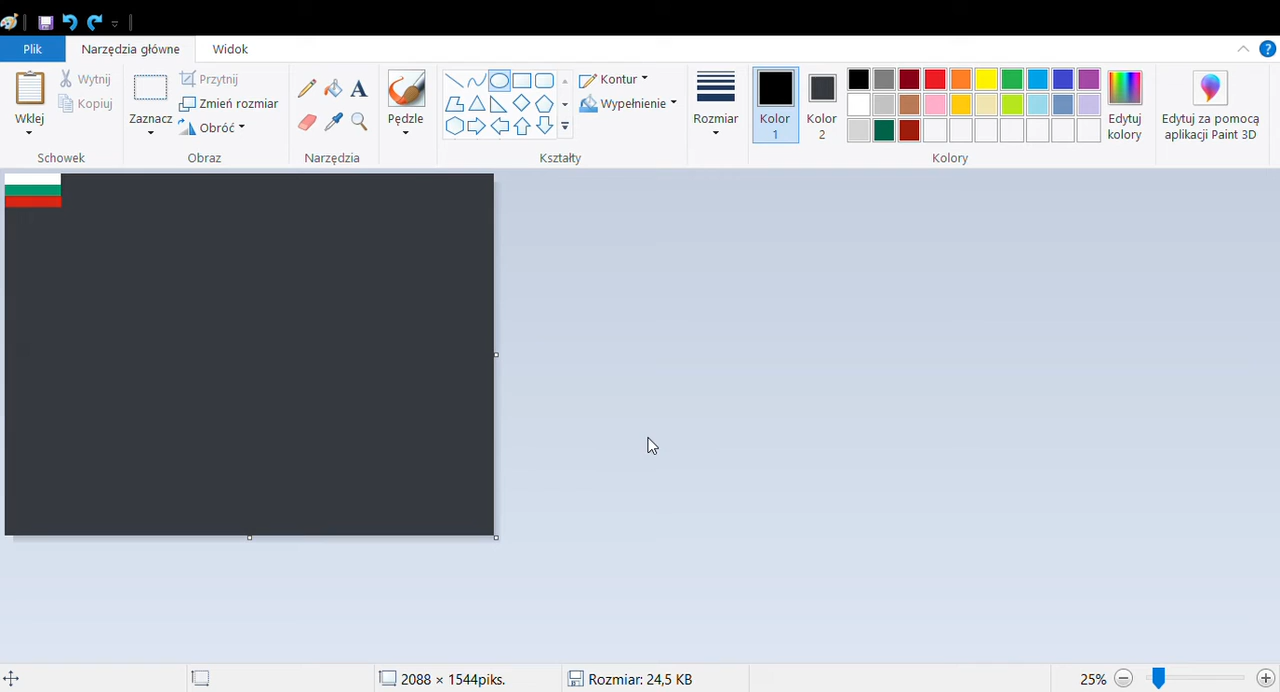 Plik Narzędzia główne Widok
Wklej
Wytnij
Kopiuj
Schowek
Zaznacz
Przytnij
Zmień rozmiar
Obróć
Obraz
A
Narzędzia
Pędzle
Kontur
Wypełnienie
Kształty
Rozmiar
Kolor
1
Kolor
2
Edytuj
kolory
Kolory
Edytuj za pomocą
aplikacji Paint 3D
?
2088 × 1544piks.
Rozmiar: 24,5 KB
25%